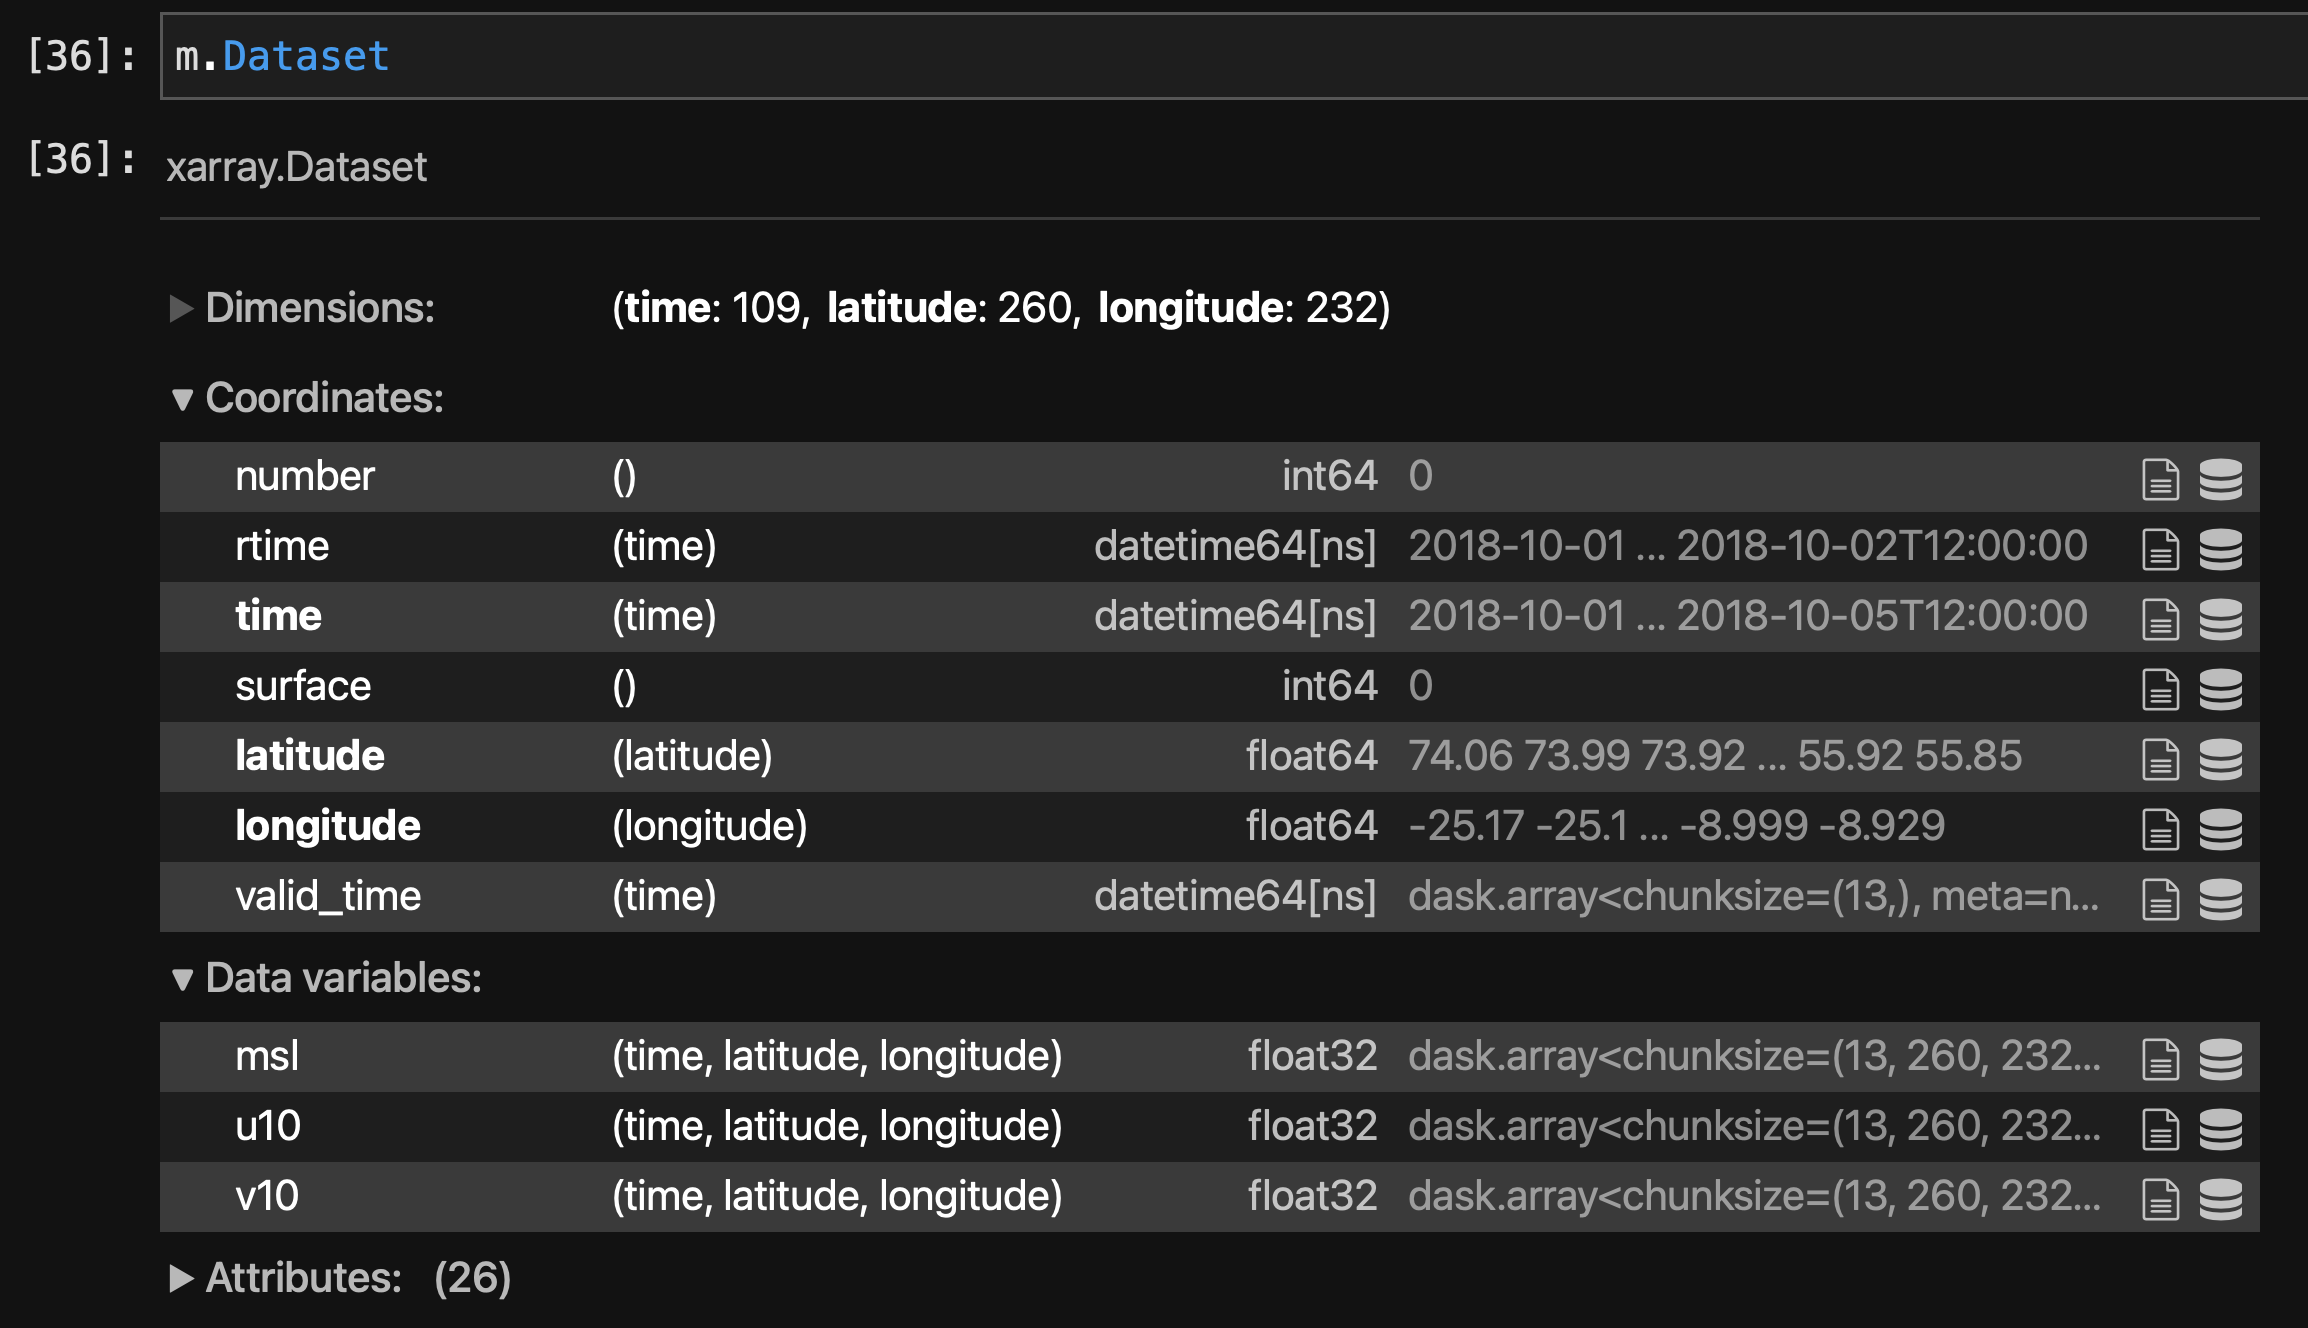 [36]: m.Dataset
[36]: xarray.Dataset
Dimensions: (time: 109, latitude: 260, longitude: 232)
Coordinates:
number () int64 0
rtime (time) datetime64[ns] 2018-10-01 ... 2018-10-02T12:00:00
time (time) datetime64[ns] 2018-10-01 ... 2018-10-05T12:00:00
surface () int64 0
latitude (latitude) float64 74.06 73.99 73.92 ... 55.92 55.85
longitude (longitude) float64 -25.17 -25.1 ... -8.999 -8.929
valid_time (time) datetime64[ns] dask.array<chunksize=(13,), meta=n...
Data variables:
msl (time, latitude, longitude) float32 dask.array<chunksize=(13, 260, 232...
u10 (time, latitude, longitude) float32 dask.array<chunksize=(13, 260, 232...
v10 (time, latitude, longitude) float32 dask.array<chunksize=(13, 260, 232...
Attributes: (26)